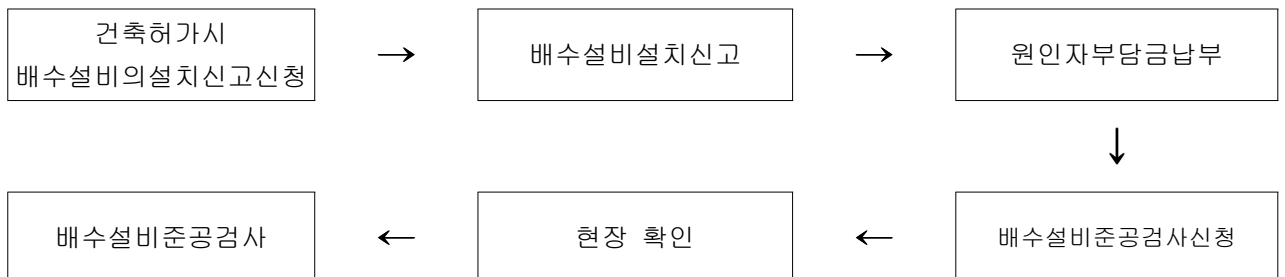 건축허가시
배수설비의설치신고신청
→
배수설비설치신고
→
원인자부담금납부
↓
배수설비준공검사
←
현장 확인
←
배수설비준공검사신청